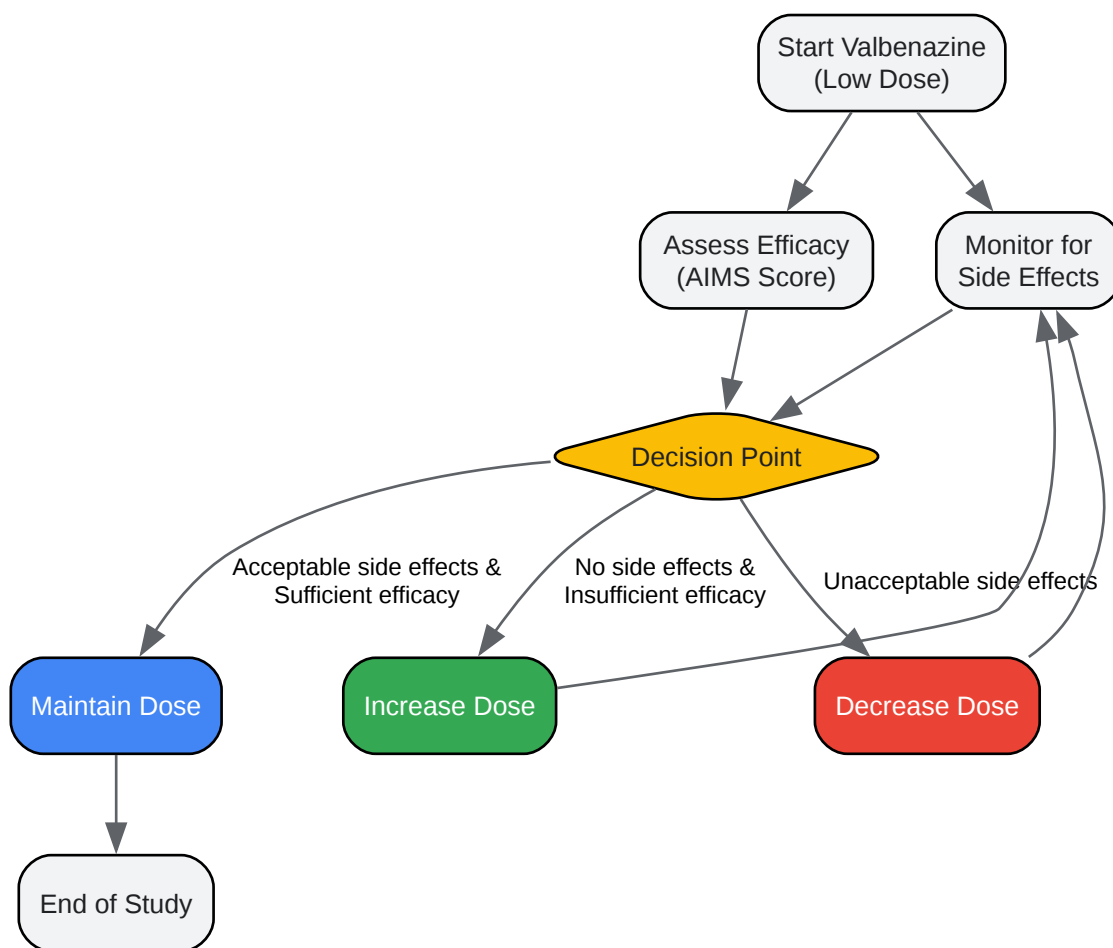 Start Valbenazine
(Low Dose)
Assess Efficacy
(AIMS Score)
Monitor for
Side Effects
Decision Point
Acceptable side effects &
Sufficient efficacy
No side effects &
Insufficient efficacy
Unacceptable side effects
Maintain Dose
Increase Dose
Decrease Dose
End of Study